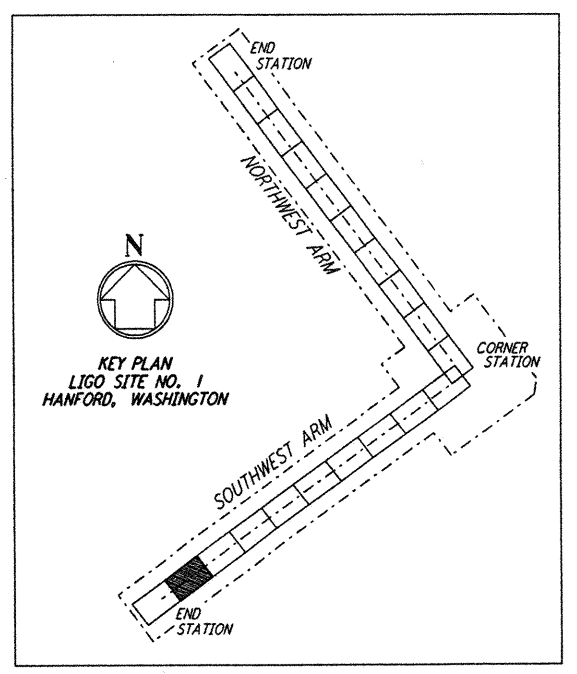 END
STATION
NORTHWEST ARM
N
KEY PLAN
LIGO SITE NO. 1
HANFORD, WASHINGTON
CORNER
STATION
SOUTHWEST ARM
END
STATION